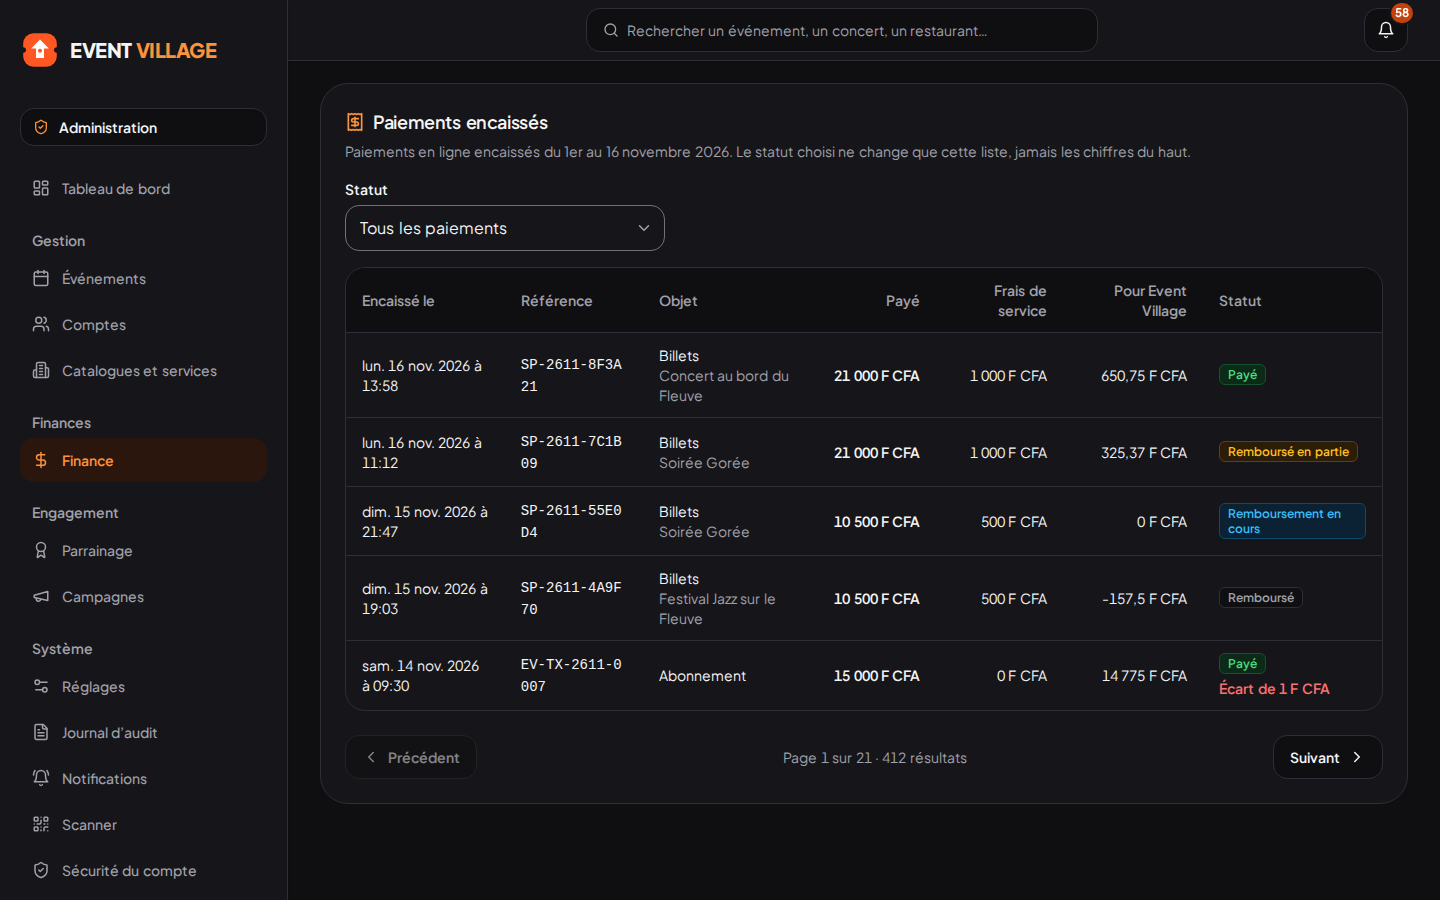 EVENT VILLAGE
Rechercher un événement, un concert, un restaurant...
58
Administration
Tableau de bord
Gestion
Événements
Comptes
Catalogues et services
Finances
Finance
Engagement
Parrainage
Campagnes
Système
Réglages
Journal d'audit
Notifications
Scanner
Sécurité du compte
Paiements encaissés
Paiements en ligne encaissés du 1er au 16 novembre 2026. Le statut choisi ne change que cette liste, jamais les chiffres du haut.
Statut
Tous les paiements
Encaissé le
Référence
Objet
Payé
Frais de
service
Pour Event
Village
Statut
lun. 16 nov. 2026 à
13:58
SP-2611-8F3A
21
Billets
Concert au bord du
Fleuve
21 000 F CFA
1 000 F CFA
650,75 F CFA
Payé
lun. 16 nov. 2026 à
11:12
SP-2611-7C1B
09
Billets
Soirée Gorée
21 000 F CFA
1 000 F CFA
325,37 F CFA
Remboursé en partie
dim. 15 nov. 2026 à
21:47
SP-2611-55E0
D4
Billets
Soirée Gorée
10 500 F CFA
500 F CFA
0 F CFA
Remboursement en
cours
dim. 15 nov. 2026 à
19:03
SP-2611-4A9F
70
Billets
Festival Jazz sur le
Fleuve
10 500 F CFA
500 F CFA
-157,5 F CFA
Remboursé
sam. 14 nov. 2026
à 09:30
EV-TX-2611-0
007
Abonnement
15 000 F CFA
0 F CFA
14 775 F CFA
Payé
Écart de 1 F CFA
Précédent
Page 1 sur 21 · 412 résultats
Suivant